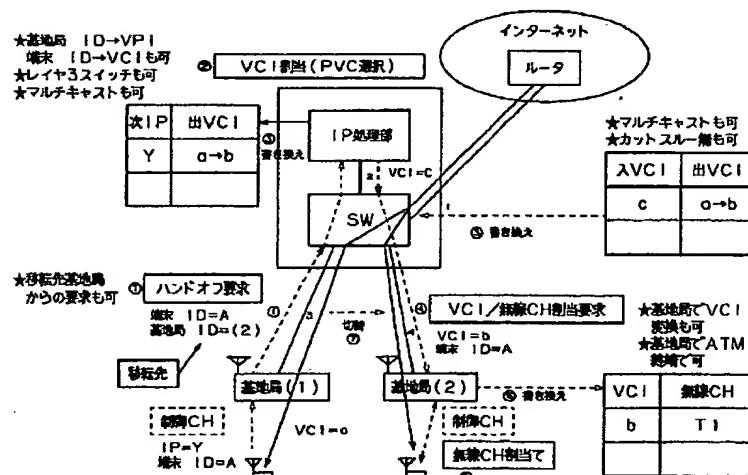 インターネット
ルータ
★基地局 ID→VPI
端末 ID→VCIも可
★レイヤ3スイッチも可
★マルチキャストも可
② VCI割当(PVC選択)
次IP 出VCI
Y a→b
③ 書き換え
IP処理部
2 VCI=C
SW
1
★マルチキャストも可
★カットスルー網も可
入VCI 出VCI
c a→b
⑤ 書き換え
★移転先基地局
からの要求も可
① ハンドオフ要求
端末 ID=A
基地局 ID=(2)
移転先
①
3
切替
⑦
④ VCI/無線CH割当要求
VCI=b
端末 ID=A
4
★基地局でVCI
変換も可
★基地局でATM
終端で可
基地局(1)
基地局(2)
⑥ 書き換え
VCI 無線CH
b T1
制御CH
VCI=a
IP=Y
端末 ID=A
制御CH
無線CH割当て